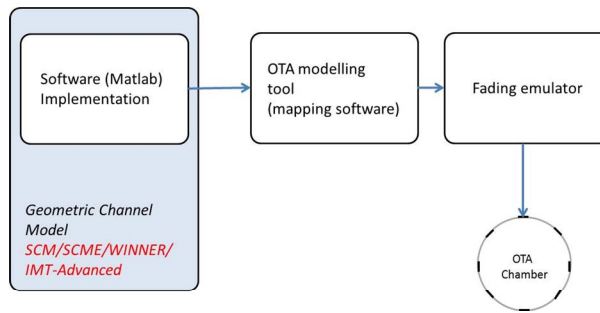 Software (Matlab)
Implementation
OTA modelling
tool
(mapping software)
Fading emulator
Geometric Channel
Model
SCM/SCME/WINNER/
IMT-Advanced
OTA
Chamber